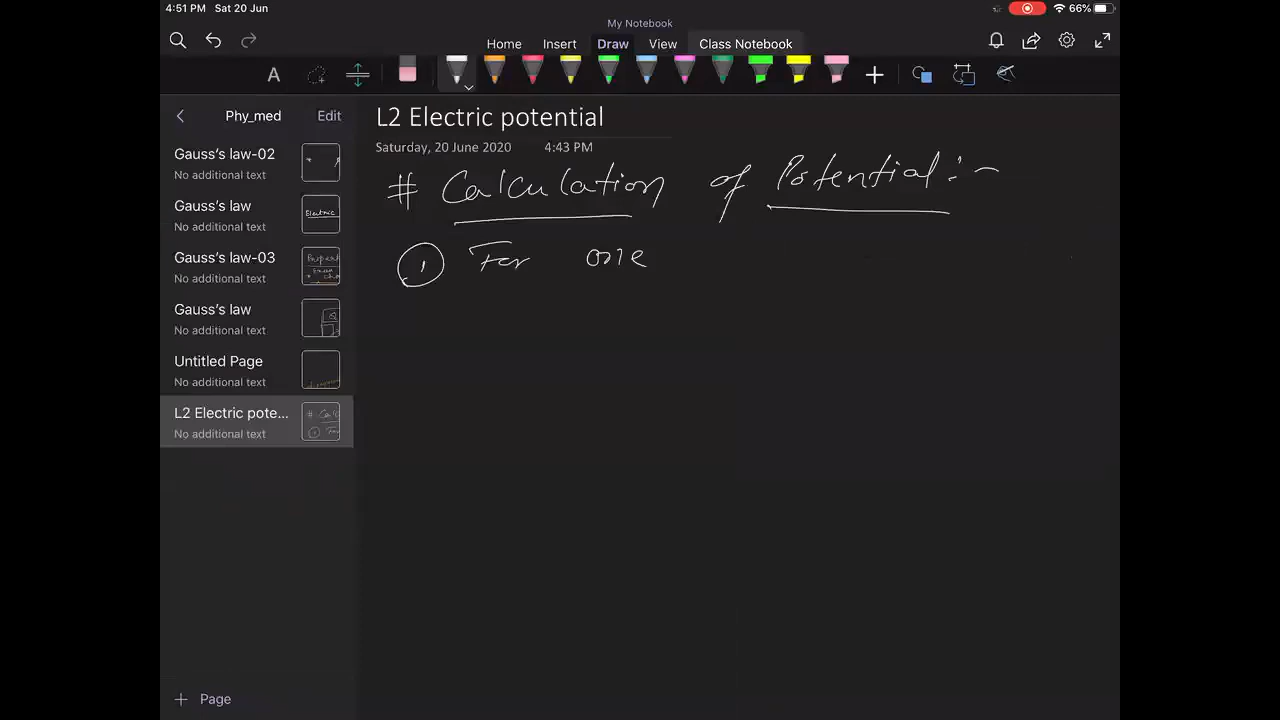 4:51 PM Sat 20 Jun
66%
My Notebook
Home Insert Draw View Class Notebook
A
Phy_med Edit
Gauss's law-02
No additional text
Gauss's law
No additional text
Gauss's law-03
No additional text
Gauss's law
No additional text
Untitled Page
No additional text
L2 Electric pote...
No additional text
+ Page
L2 Electric potential
Saturday, 20 June 2020 4:43 PM
# Calculation of Potential :-
① For one